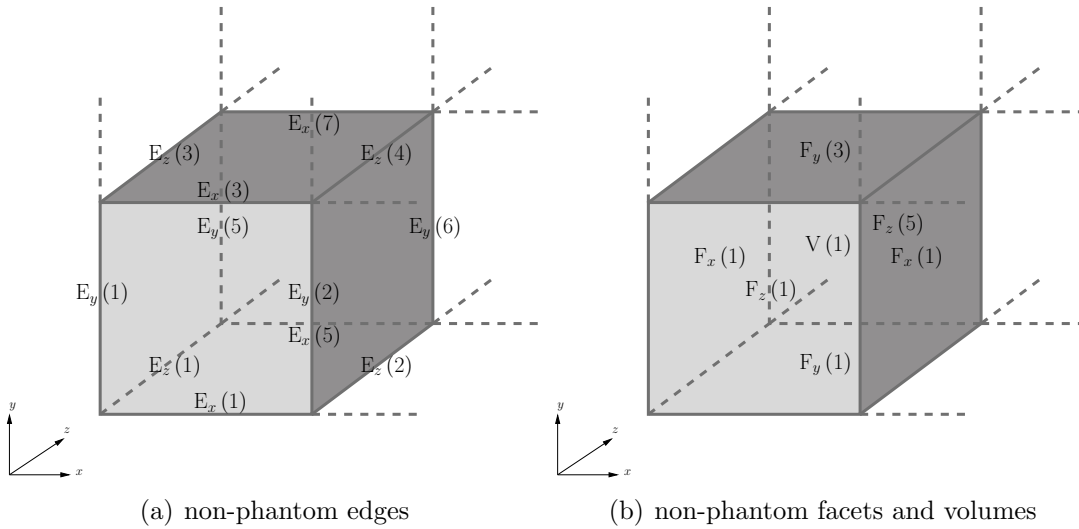 E_x(7)
E_z(3)
E_z(4)
E_x(3)
E_y(5)
E_y(6)
E_y(1)
E_y(2)
E_x(5)
E_z(1)
E_z(2)
E_x(1)
y
z
x
(a) non-phantom edges
F_y(3)
F_z(5)
V(1)
F_x(1)
F_x(1)
F_z(1)
F_y(1)
y
z
x
(b) non-phantom facets and volumes